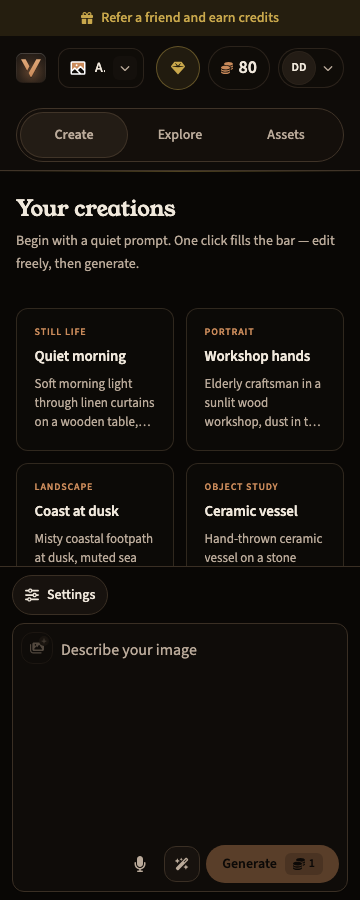 Refer a friend and earn credits
A.
80
DD
Create
Explore
Assets
Your creations
Begin with a quiet prompt. One click fills the bar — edit
freely, then generate.
STILL LIFE
Quiet morning
Soft morning light
through linen curtains
on a wooden table,…
PORTRAIT
Workshop hands
Elderly craftsman in a
sunlit wood
workshop, dust in t…
LANDSCAPE
Coast at dusk
Misty coastal footpath
at dusk, muted sea
OBJECT STUDY
Ceramic vessel
Hand-thrown ceramic
vessel on a stone
Settings
Describe your image
Generate
1